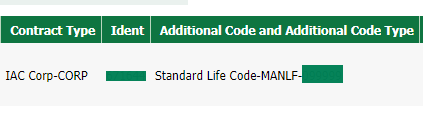 Contract Type Ident Additional Code and Additional Code Type
IAC Corp-CORP Standard Life Code-MANLF-